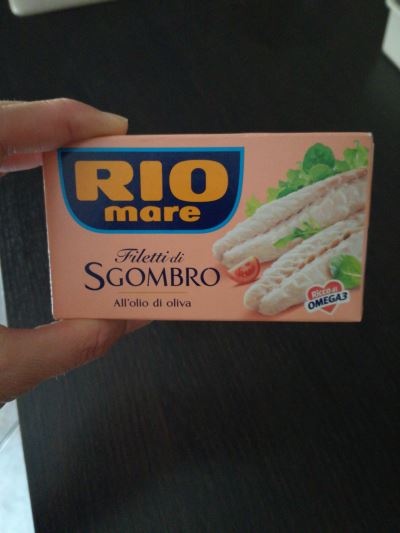 RIO
mare
Filetti di
SGOMBRO
All'olio di oliva
Ricco di
OMEGA3